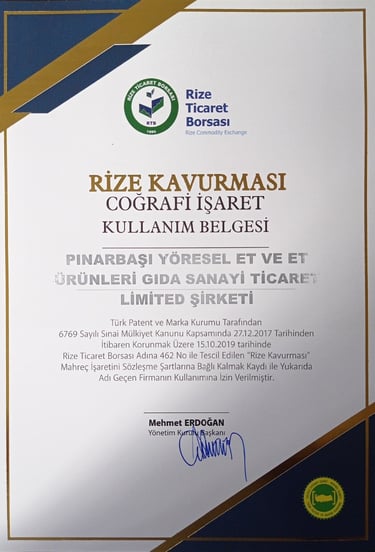 RİZE TİCARET BORSASI
RTB
Rize
Ticaret
Borsası
Rize Commodity Exchange
RİZE KAVURMASI
COĞRAFİ İŞARET
KULLANIM BELGESİ
PINARBAŞI YÖRESEL ET VE ET
ÜRÜNLERİ GIDA SANAYİ TİCARET
LİMİTED ŞİRKETİ
Türk Patent ve Marka Kurumu Tarafından
6769 Sayılı Sınai Mülkiyet Kanunu Kapsamında 27.12.2017 Tarihinden
İtibaren Korunmak Üzere 15.10.2019 tarihinde
Rize Ticaret Borsası Adına 462 No ile Tescil Edilen "Rize Kavurması"
Mahreç İşaretini Sözleşme Şartlarına Bağlı Kalmak Kaydı ile Yukarıda
Adı Geçen Firmanın Kullanımına İzin Verilmiştir.
Mehmet ERDOĞAN
Yönetim Kurulu Başkanı